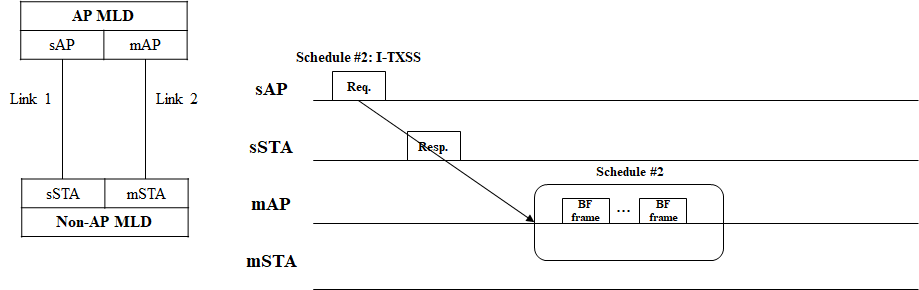 AP MLD
sAP mAP
Link 1 Link 2
sSTA mSTA
Non-AP MLD
Schedule #2: I-TXSS
sAP Req.
sSTA Resp.
Schedule #2
mAP BF frame … BF frame
mSTA